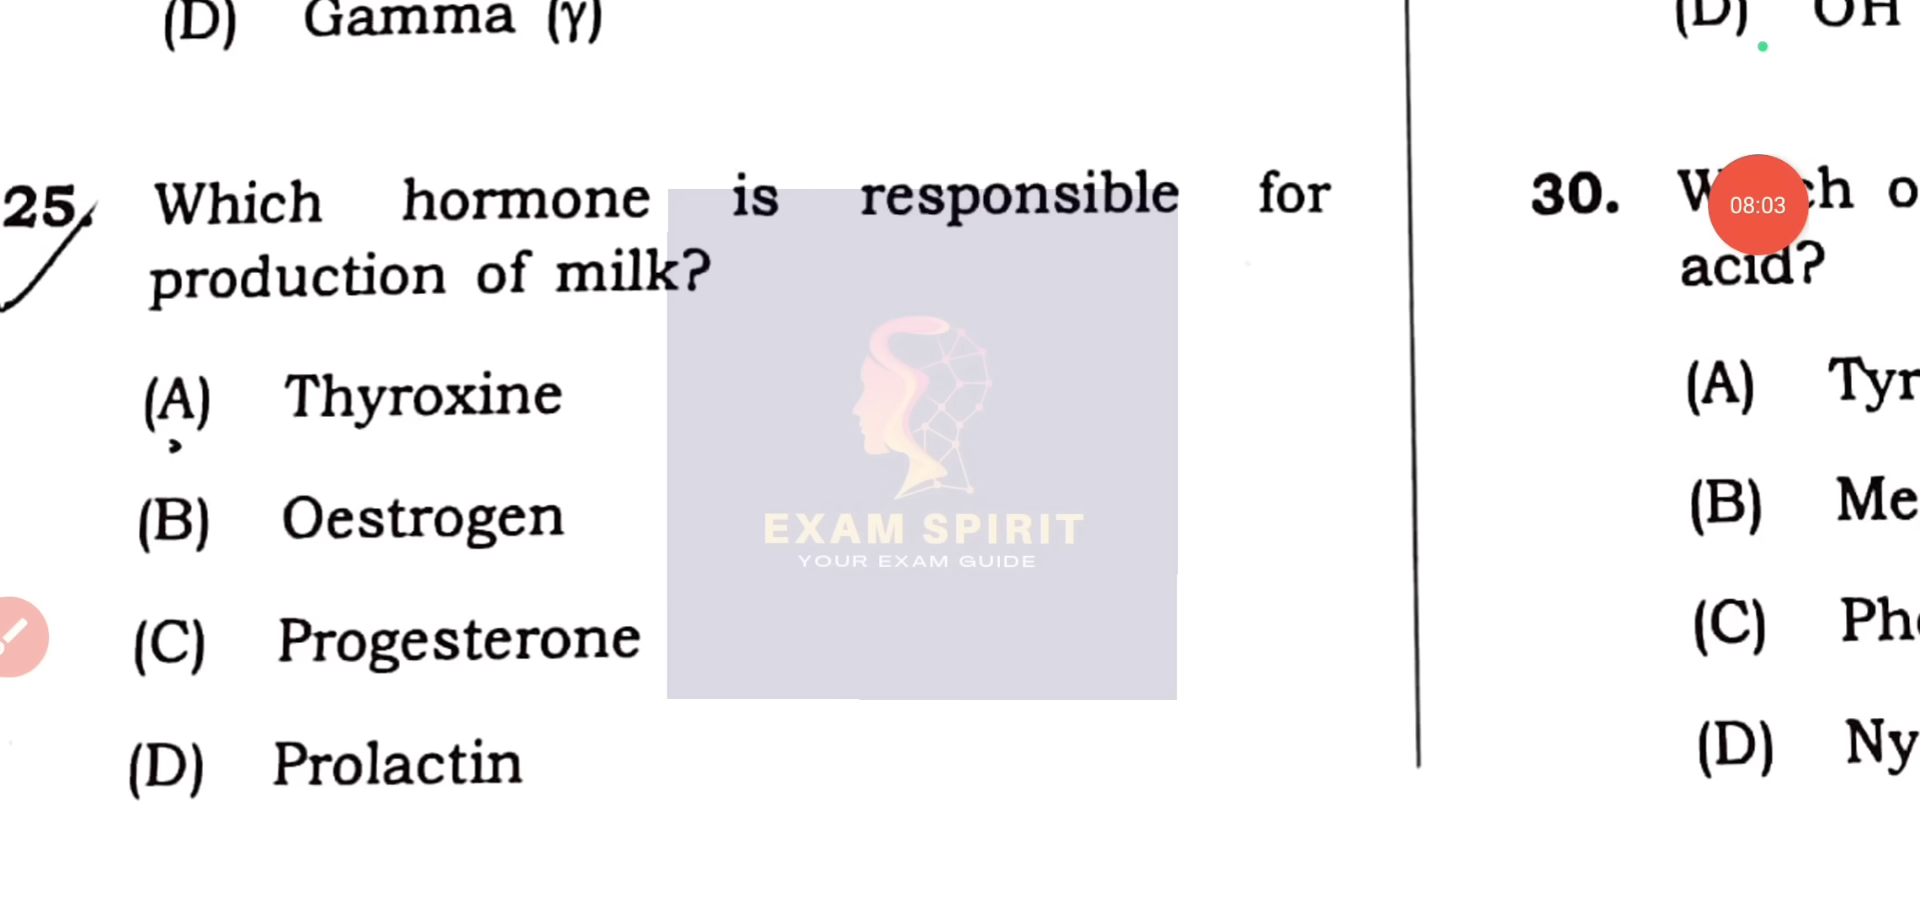 (D) Gamma (γ)
25. Which hormone is responsible for
production of milk?
(A) Thyroxine
(B) Oestrogen
(C) Progesterone
(D) Prolactin
EXAM SPIRIT
YOUR EXAM GUIDE
(D) OH
30.
08:03
acid?
(A)
(B)
(C)
(D)